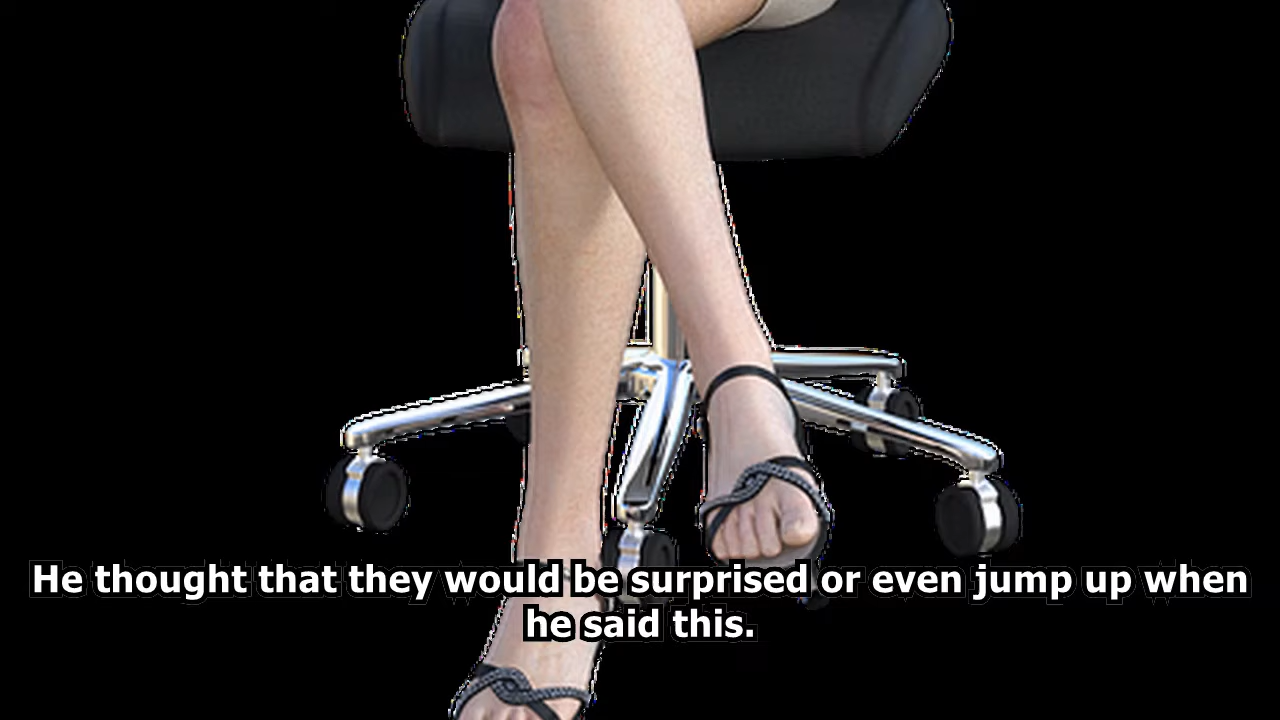 He thought that they would be surprised or even jump up when
he said this.